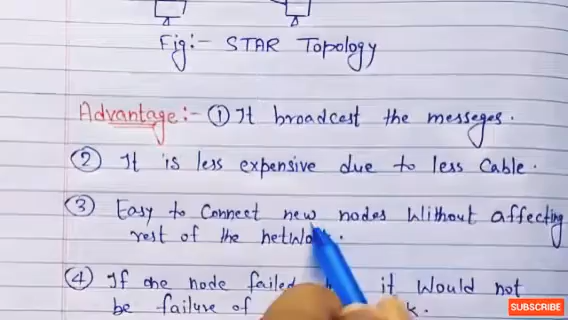 Fig:- STAR Topology
Advantage:- ① It broadcast the messeges.
② It is less expensive due to less Cable.
③ Easy to Connect new nodes Without affecting
rest of the
④ If one node failed it Would not
be failure of
SUBSCRIBE